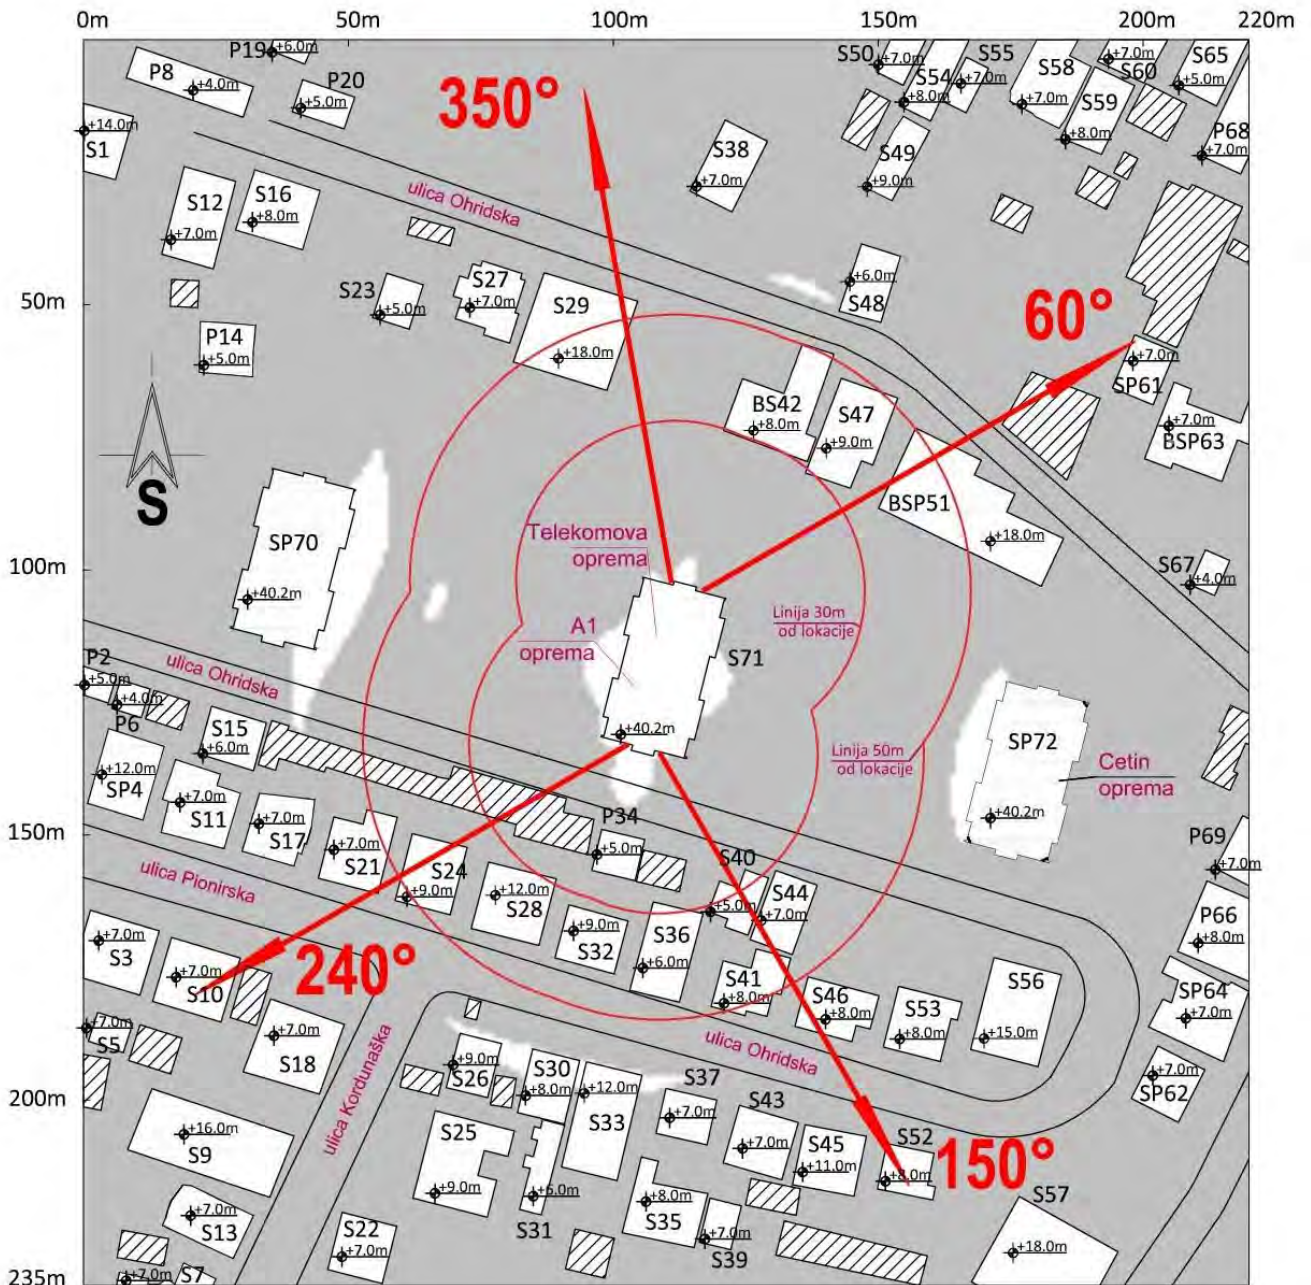 0m
50m
100m
150m
200m
220m
P19
+6.0m
P8
+4.0m
P20
+5.0m
350°
S50
+7.0m
S54
+8.0m
S55
+7.0m
S58
+7.0m
S60
+7.0m
S65
+5.0m
S59
+8.0m
P68
+7.0m
+14.0m
S1
S38
+7.0m
S49
+9.0m
S12
+7.0m
S16
+8.0m
ulica Ohridska
S23
+5.0m
S27
+7.0m
S29
+18.0m
+6.0m
S48
50m
60°
P14
+5.0m
+7.0m
SP61
BS42
+8.0m
S47
+9.0m
+7.0m
BSP63
S
BSP51
+18.0m
SP70
+40.2m
Telekomova
oprema
100m
S67
+4.0m
A1
oprema
Linija 30m
od lokacije
S71
+40.2m
P2
+5.0m
+4.0m
P6
ulica Ohridska
S15
+6.0m
SP72
+40.2m
Linija 50m
od lokacije
Cetin
oprema
+12.0m
SP4
+7.0m
S11
+7.0m
S17
+7.0m
S21
150m
P34
+5.0m
P69
+7.0m
S24
+9.0m
ulica Pionirska
+12.0m
S28
S40
+5.0m
S44
+7.0m
+9.0m
S32
S36
+6.0m
P66
+8.0m
+7.0m
S3
+7.0m
S10
240°
S41
+8.0m
S46
+8.0m
S53
+8.0m
S56
+15.0m
SP64
+7.0m
+7.0m
S5
+7.0m
S18
ulica Kordunaška
ulica Ohridska
+9.0m
S26
S30
+8.0m
+12.0m
S33
S37
+7.0m
+7.0m
SP62
200m
+16.0m
S9
S25
+9.0m
S43
+7.0m
S45
+11.0m
S52
+8.0m
150°
+6.0m
S31
+8.0m
S35
+7.0m
S39
S57
+18.0m
+7.0m
S13
S22
+7.0m
235m
+7.0m
S7